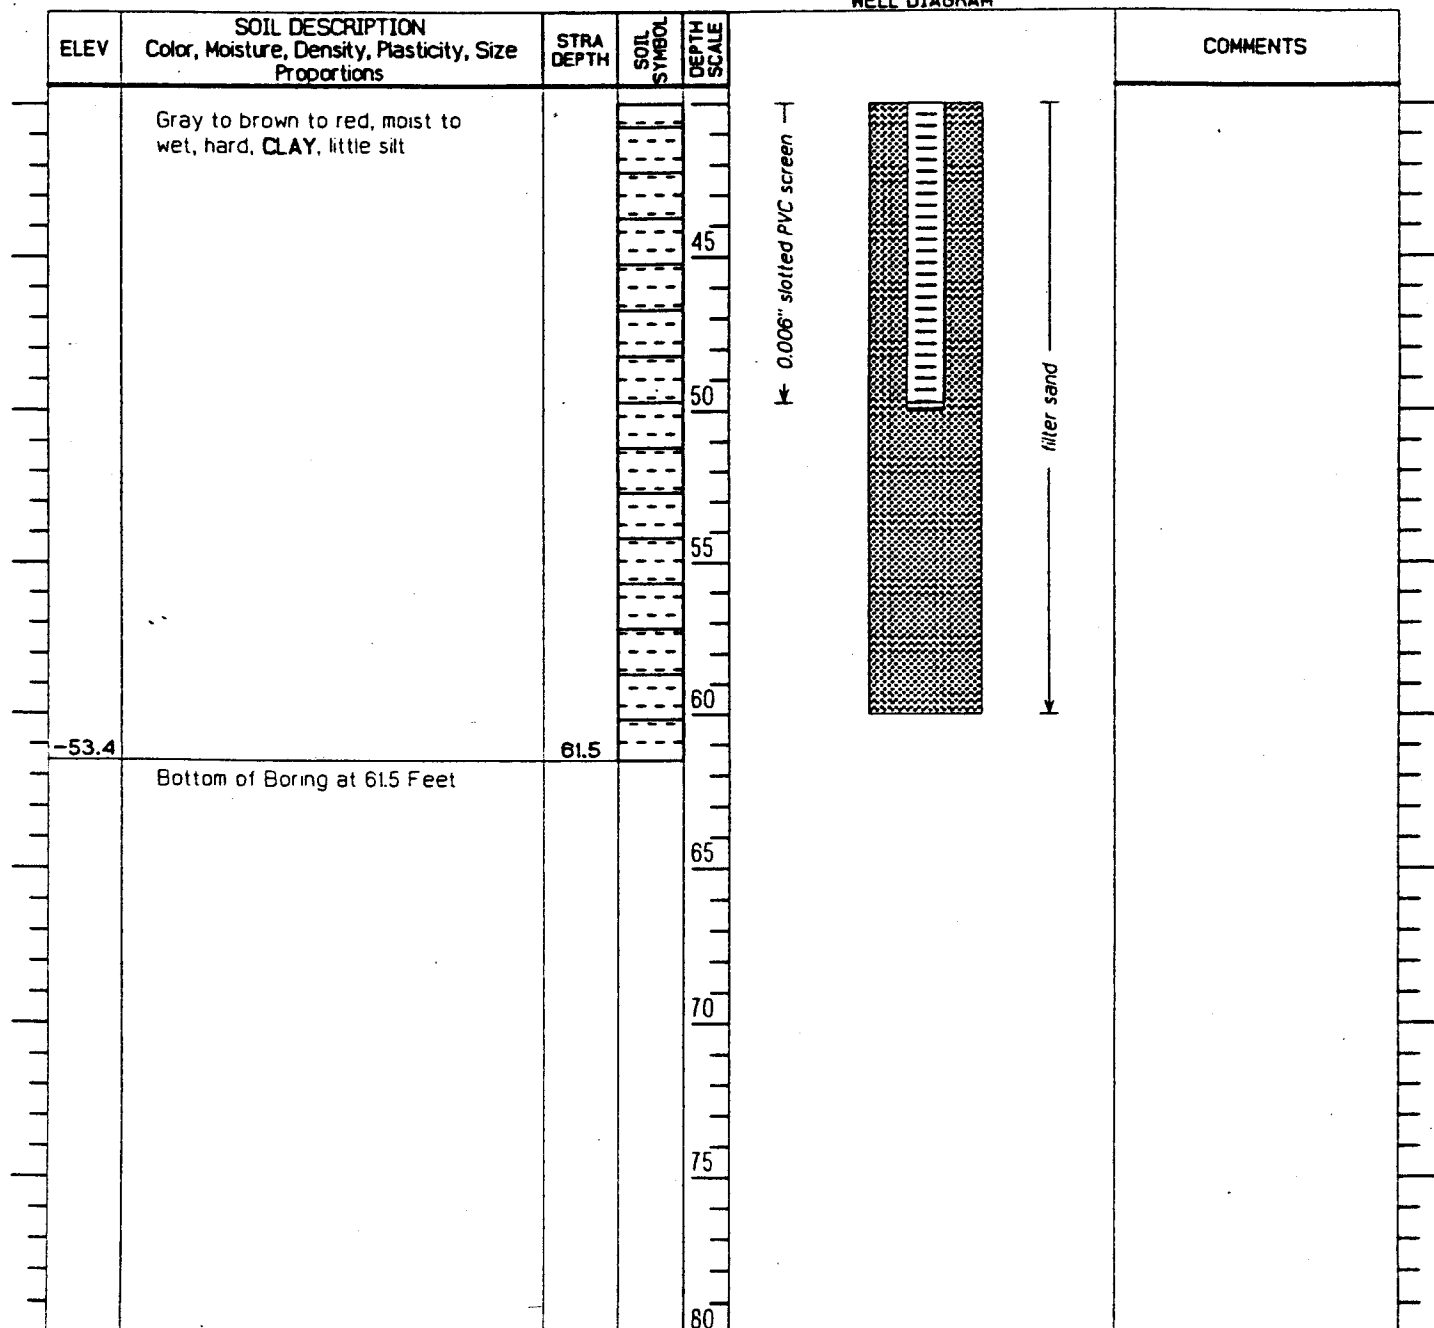 WELL DIAGRAM
ELEV
SOIL DESCRIPTION
Color, Moisture, Density, Plasticity, Size
Proportions
STRA
DEPTH
SOIL
SYMBOL
DEPTH
SCALE
COMMENTS
Gray to brown to red, moist to
wet, hard, CLAY, little silt
0.006" slotted PVC screen
filter sand
45
50
55
60
-53.4
61.5
Bottom of Boring at 61.5 Feet
65
70
75
80